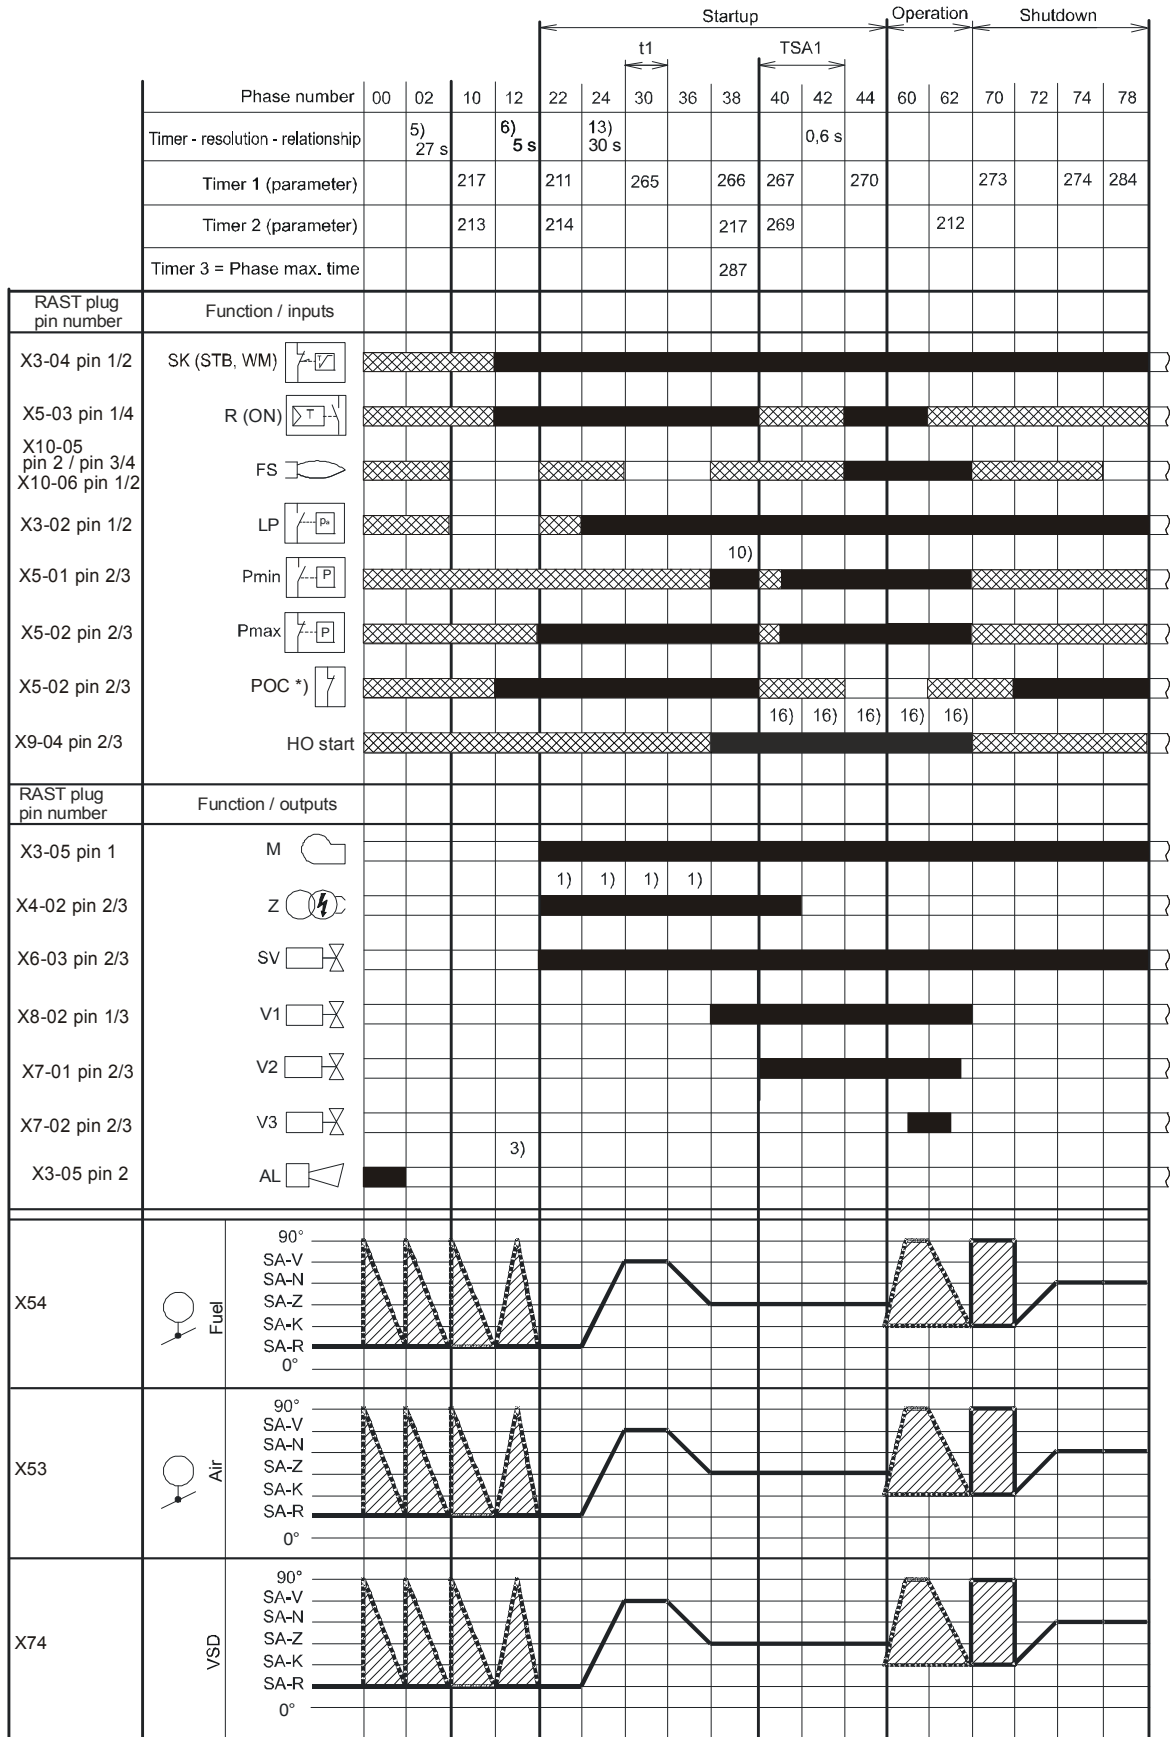 Startup Operation Shutdown
t1 TSA1
Phase number 00 02 10 12 22 24 30 36 38 40 42 44 60 62 70 72 74 78
Timer - resolution - relationship 5) 27 s 6) 5 s 13) 30 s 0,6 s
Timer 1 (parameter) 217 211 265 266 267 270 273 274 284
Timer 2 (parameter) 213 214 217 269 212
Timer 3 = Phase max. time 287
RAST plug pin number Function / inputs
X3-04 pin 1/2 SK (STB, WM)
X5-03 pin 1/4 R (ON) T
X10-05
pin 2 / pin 3/4
X10-06 pin 1/2 FS
X3-02 pin 1/2 LP Pa
10)
X5-01 pin 2/3 Pmin P
X5-02 pin 2/3 Pmax P
X5-02 pin 2/3 POC *)
16) 16) 16) 16) 16)
X9-04 pin 2/3 HO start
RAST plug pin number Function / outputs
X3-05 pin 1 M
1) 1) 1) 1)
X4-02 pin 2/3 Z
X6-03 pin 2/3 SV
X8-02 pin 1/3 V1
X7-01 pin 2/3 V2
X7-02 pin 2/3 V3
3)
X3-05 pin 2 AL
X54 Fuel
90°
SA-V
SA-N
SA-Z
SA-K
SA-R
0°
X53 Air
90°
SA-V
SA-N
SA-Z
SA-K
SA-R
0°
X74 VSD
90°
SA-V
SA-N
SA-Z
SA-K
SA-R
0°